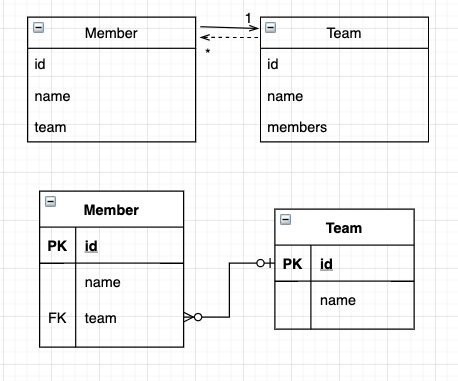 Member
id
name
team
1
*
Team
id
name
members
Member
PK id
name
FK team
Team
PK id
name